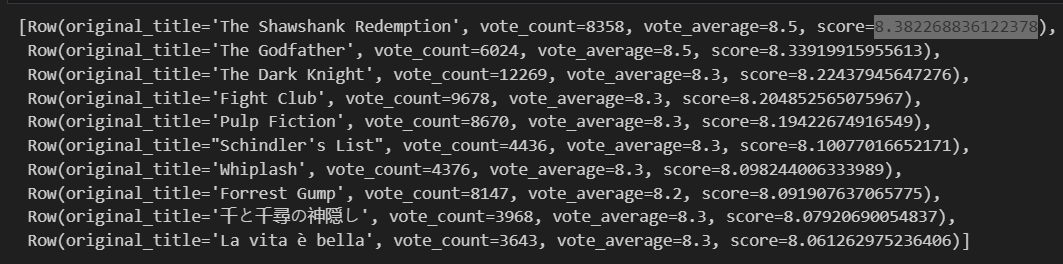 [Row(original_title='The Shawshank Redemption', vote_count=8358, vote_average=8.5, score=8.382268836122378),
Row(original_title='The Godfather', vote_count=6024, vote_average=8.5, score=8.33919915955613),
Row(original_title='The Dark Knight', vote_count=12269, vote_average=8.3, score=8.22437945647276),
Row(original_title='Fight Club', vote_count=9678, vote_average=8.3, score=8.204852565075967),
Row(original_title='Pulp Fiction', vote_count=8670, vote_average=8.3, score=8.19422674916549),
Row(original_title="Schindler's List", vote_count=4436, vote_average=8.3, score=8.10077016652171),
Row(original_title='Whiplash', vote_count=4376, vote_average=8.3, score=8.098244006333989),
Row(original_title='Forrest Gump', vote_count=8147, vote_average=8.2, score=8.091907637065775),
Row(original_title='千と千尋の神隠し', vote_count=3968, vote_average=8.3, score=8.07920690054837),
Row(original_title='La vita è bella', vote_count=3643, vote_average=8.3, score=8.061262975236406)]